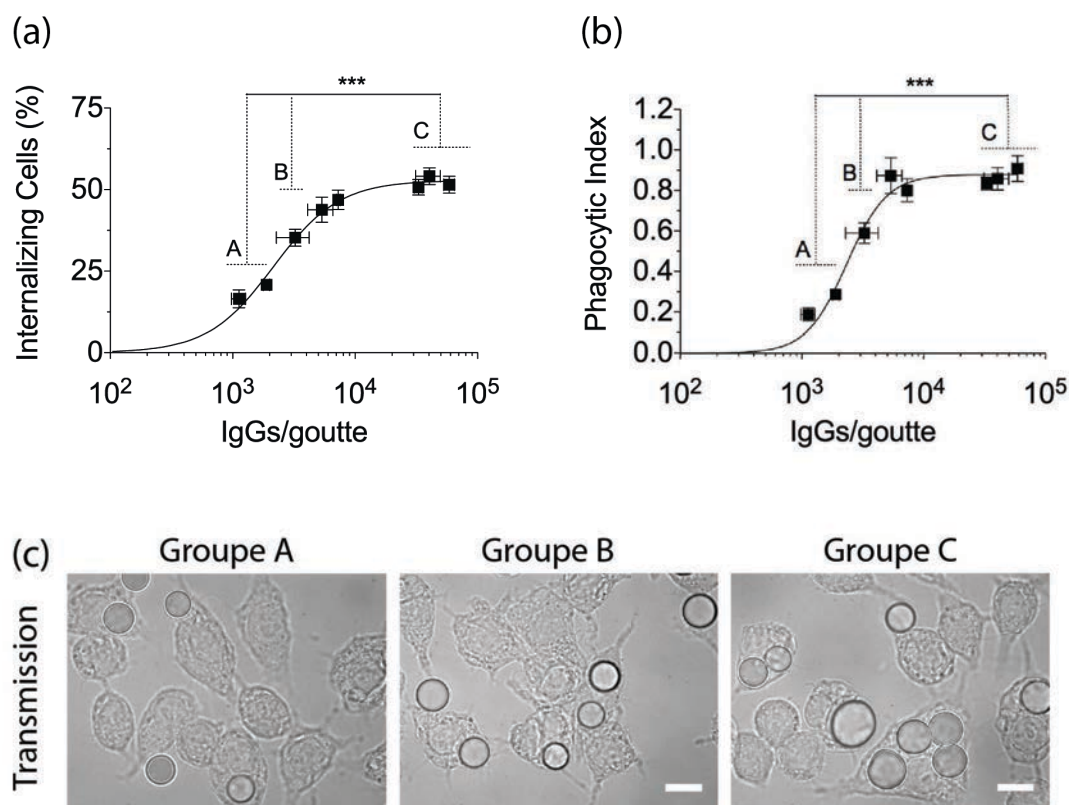 (a)
Internalizing Cells (%)
75
50
25
0
10²
10³
10⁴
10⁵
IgGs/goutte
A
B
C
***
(b)
Phagocytic Index
1.2
1.0
0.8
0.6
0.4
0.2
0.0
10²
10³
10⁴
10⁵
IgGs/goutte
A
B
C
***
(c)
Groupe A
Groupe B
Groupe C
Transmission